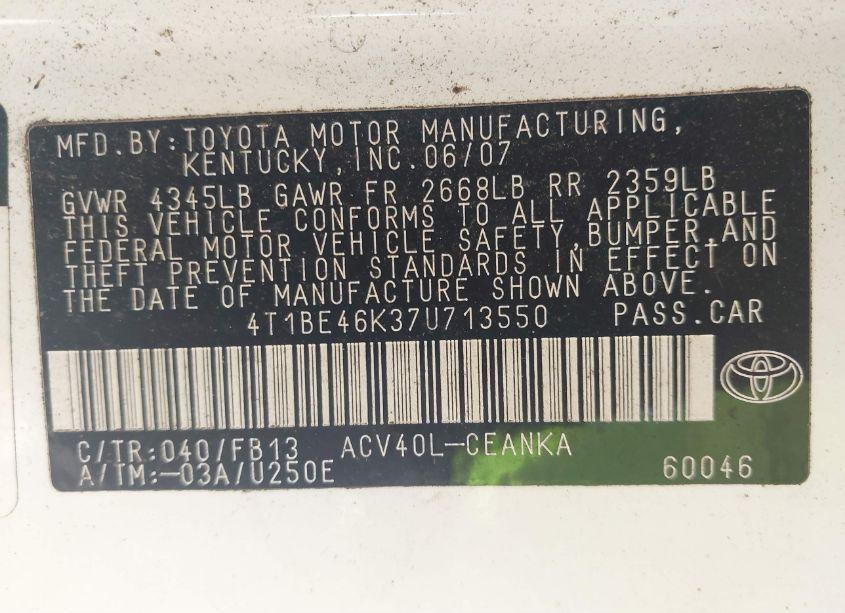 MFD.BY:TOYOTA MOTOR MANUFACTURING,
KENTUCKY,INC.06/07
GVWR 4345LB GAWR FR 2668LB RR 2359LB
THIS VEHICLE CONFORMS TO ALL APPLICABLE
FEDERAL MOTOR VEHICLE SAFETY,BUMPER,AND
THEFT PREVENTION STANDARDS IN EFFECT ON
THE DATE OF MANUFACTURE SHOWN ABOVE.
4T1BE46K37U713550 PASS.CAR
C/TR:040/FB13 ACV40L-CEANKA
A/TM:-03A/U250E 60046